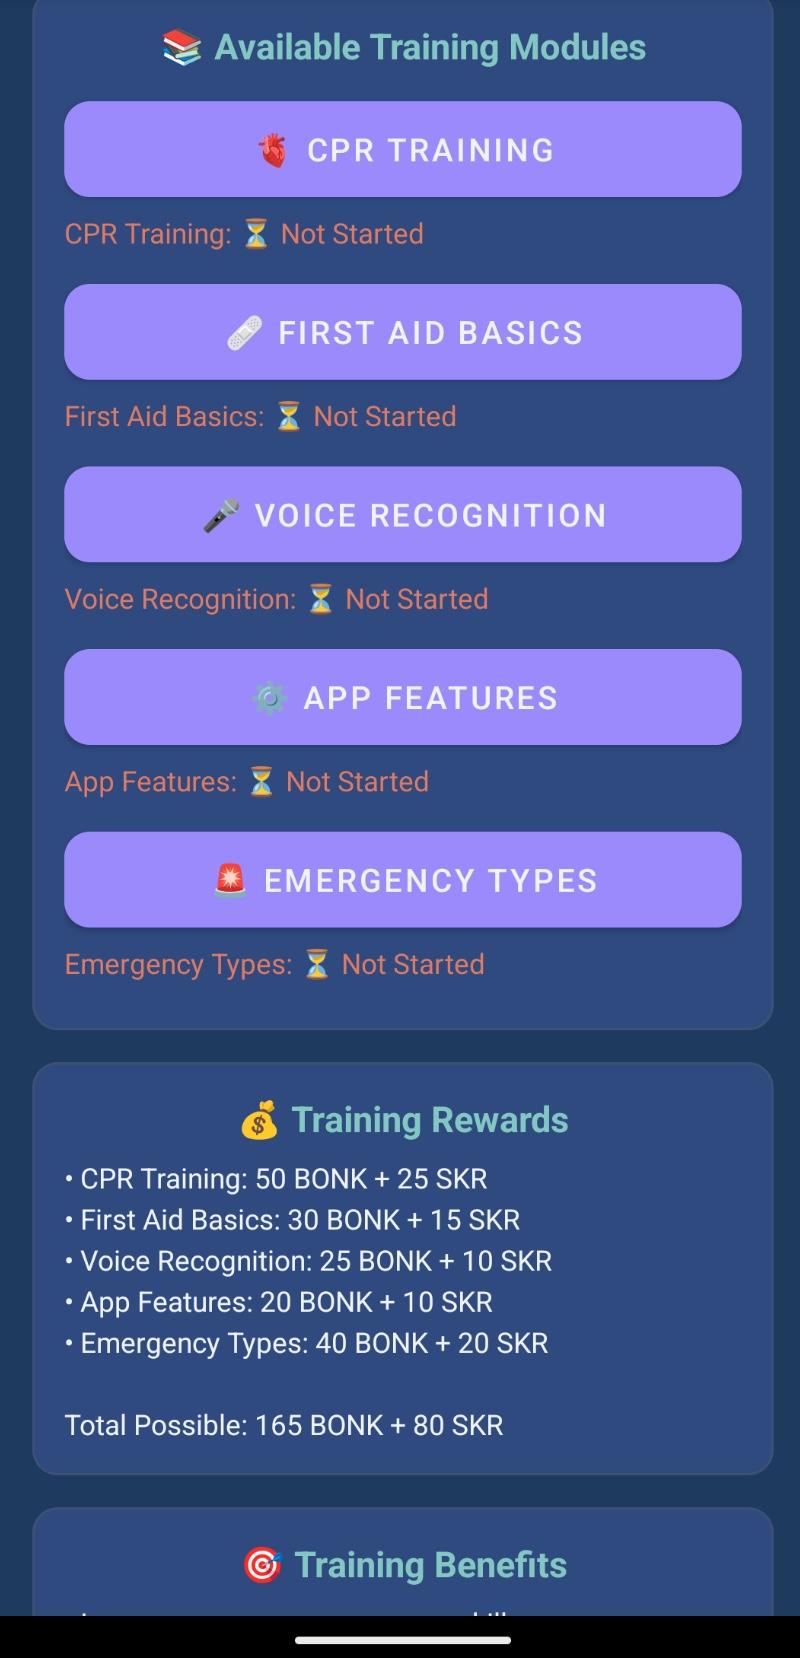 📚 Available Training Modules
🫀 CPR TRAINING
CPR Training: ⏳ Not Started
🩹 FIRST AID BASICS
First Aid Basics: ⏳ Not Started
🎤 VOICE RECOGNITION
Voice Recognition: ⏳ Not Started
⚙️ APP FEATURES
App Features: ⏳ Not Started
🚨 EMERGENCY TYPES
Emergency Types: ⏳ Not Started
💰 Training Rewards
• CPR Training: 50 BONK + 25 SKR
• First Aid Basics: 30 BONK + 15 SKR
• Voice Recognition: 25 BONK + 10 SKR
• App Features: 20 BONK + 10 SKR
• Emergency Types: 40 BONK + 20 SKR
Total Possible: 165 BONK + 80 SKR
🎯 Training Benefits